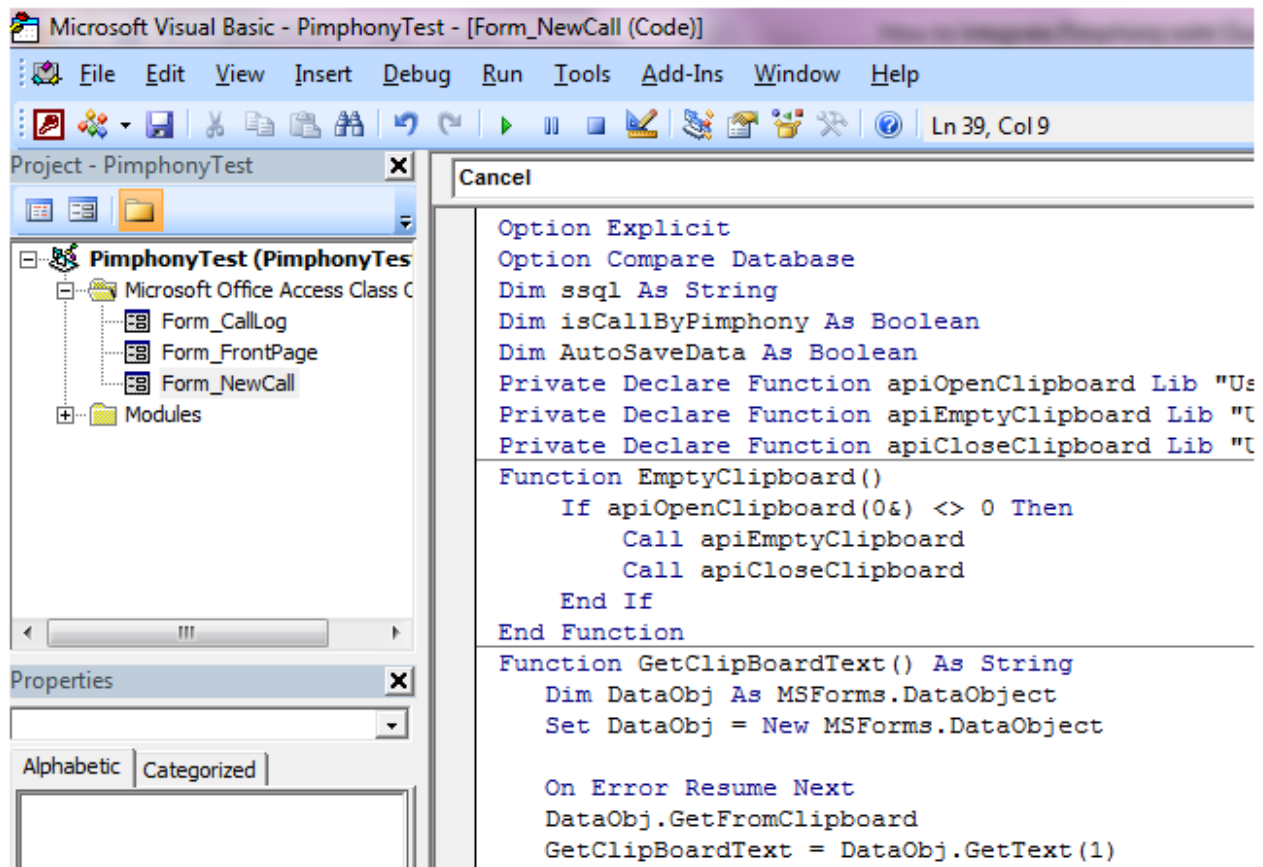 Microsoft Visual Basic - PimphonyTest - [Form_NewCall (Code)]
File Edit View Insert Debug Run Tools Add-Ins Window Help
Ln 39, Col 9
Project - PimphonyTest
PimphonyTest (PimphonyTes
Microsoft Office Access Class C
Form_CallLog
Form_FrontPage
Form_NewCall
Modules
Properties
Alphabetic Categorized
Cancel
Option Explicit
Option Compare Database
Dim ssql As String
Dim isCallByPimphony As Boolean
Dim AutoSaveData As Boolean
Private Declare Function apiOpenClipboard Lib "Us
Private Declare Function apiEmptyClipboard Lib "U
Private Declare Function apiCloseClipboard Lib "U
Function EmptyClipboard()
If apiOpenClipboard(0&) <> 0 Then
Call apiEmptyClipboard
Call apiCloseClipboard
End If
End Function
Function GetClipBoardText() As String
Dim DataObj As MSForms.DataObject
Set DataObj = New MSForms.DataObject
On Error Resume Next
DataObj.GetFromClipboard
GetClipBoardText = DataObj.GetText(1)